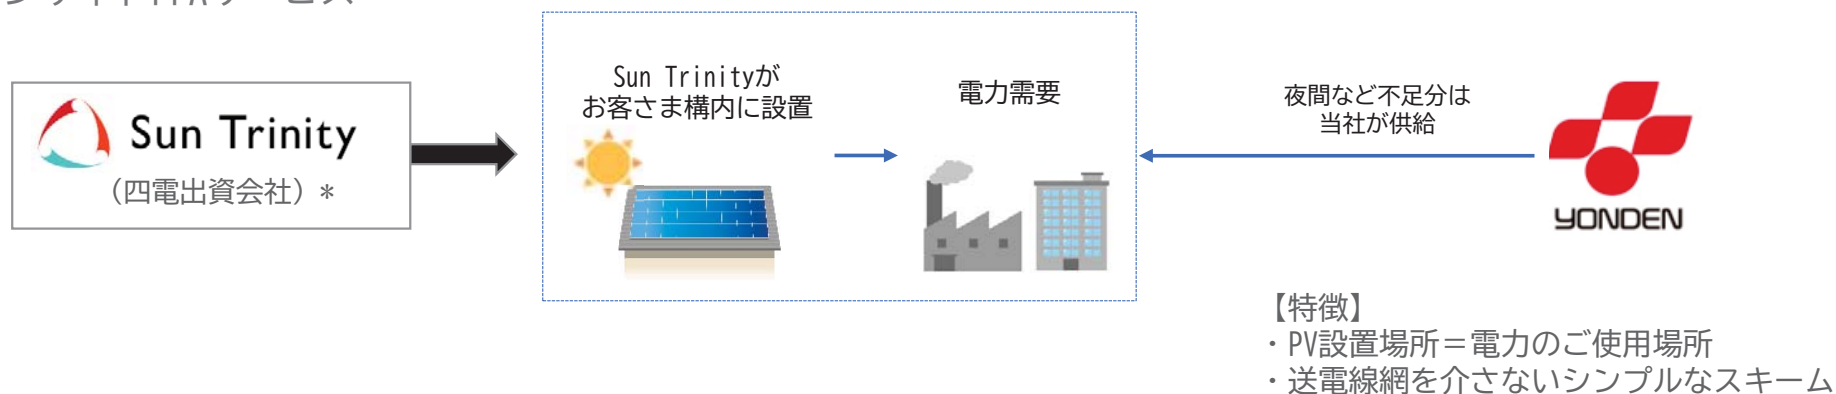 Sun Trinityが
お客さま構内に設置
電力需要
夜間など不足分は
当社が供給
Sun Trinity
（四電出資会社）*
YONDEN
【特徴】
・PV設置場所＝電力のご使用場所
・送電線網を介さないシンプルなスキーム